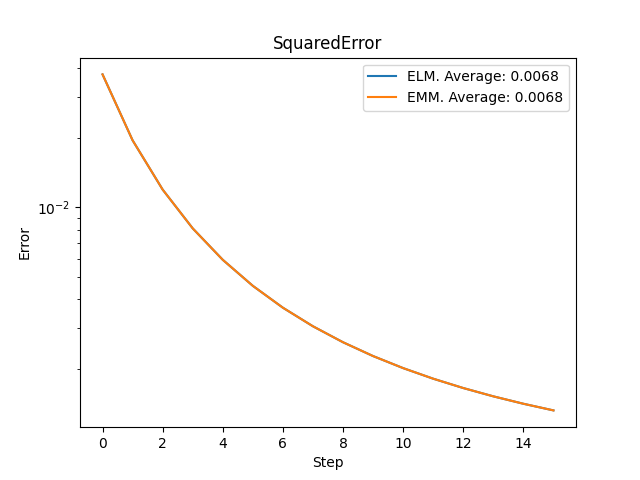 SquaredError
ELM. Average: 0.0068
EMM. Average: 0.0068
10⁻²
Error
0 2 4 6 8 10 12 14
Step